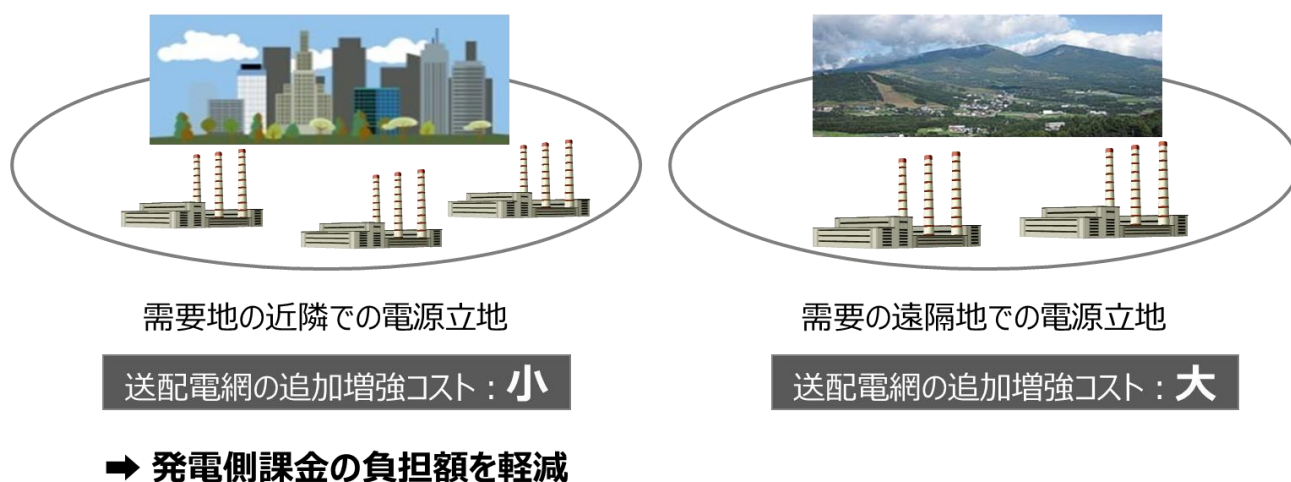 需要地の近隣での電源立地
需要の遠隔地での電源立地
送配電網の追加増強コスト：小
送配電網の追加増強コスト：大
➡ 発電側課金の負担額を軽減